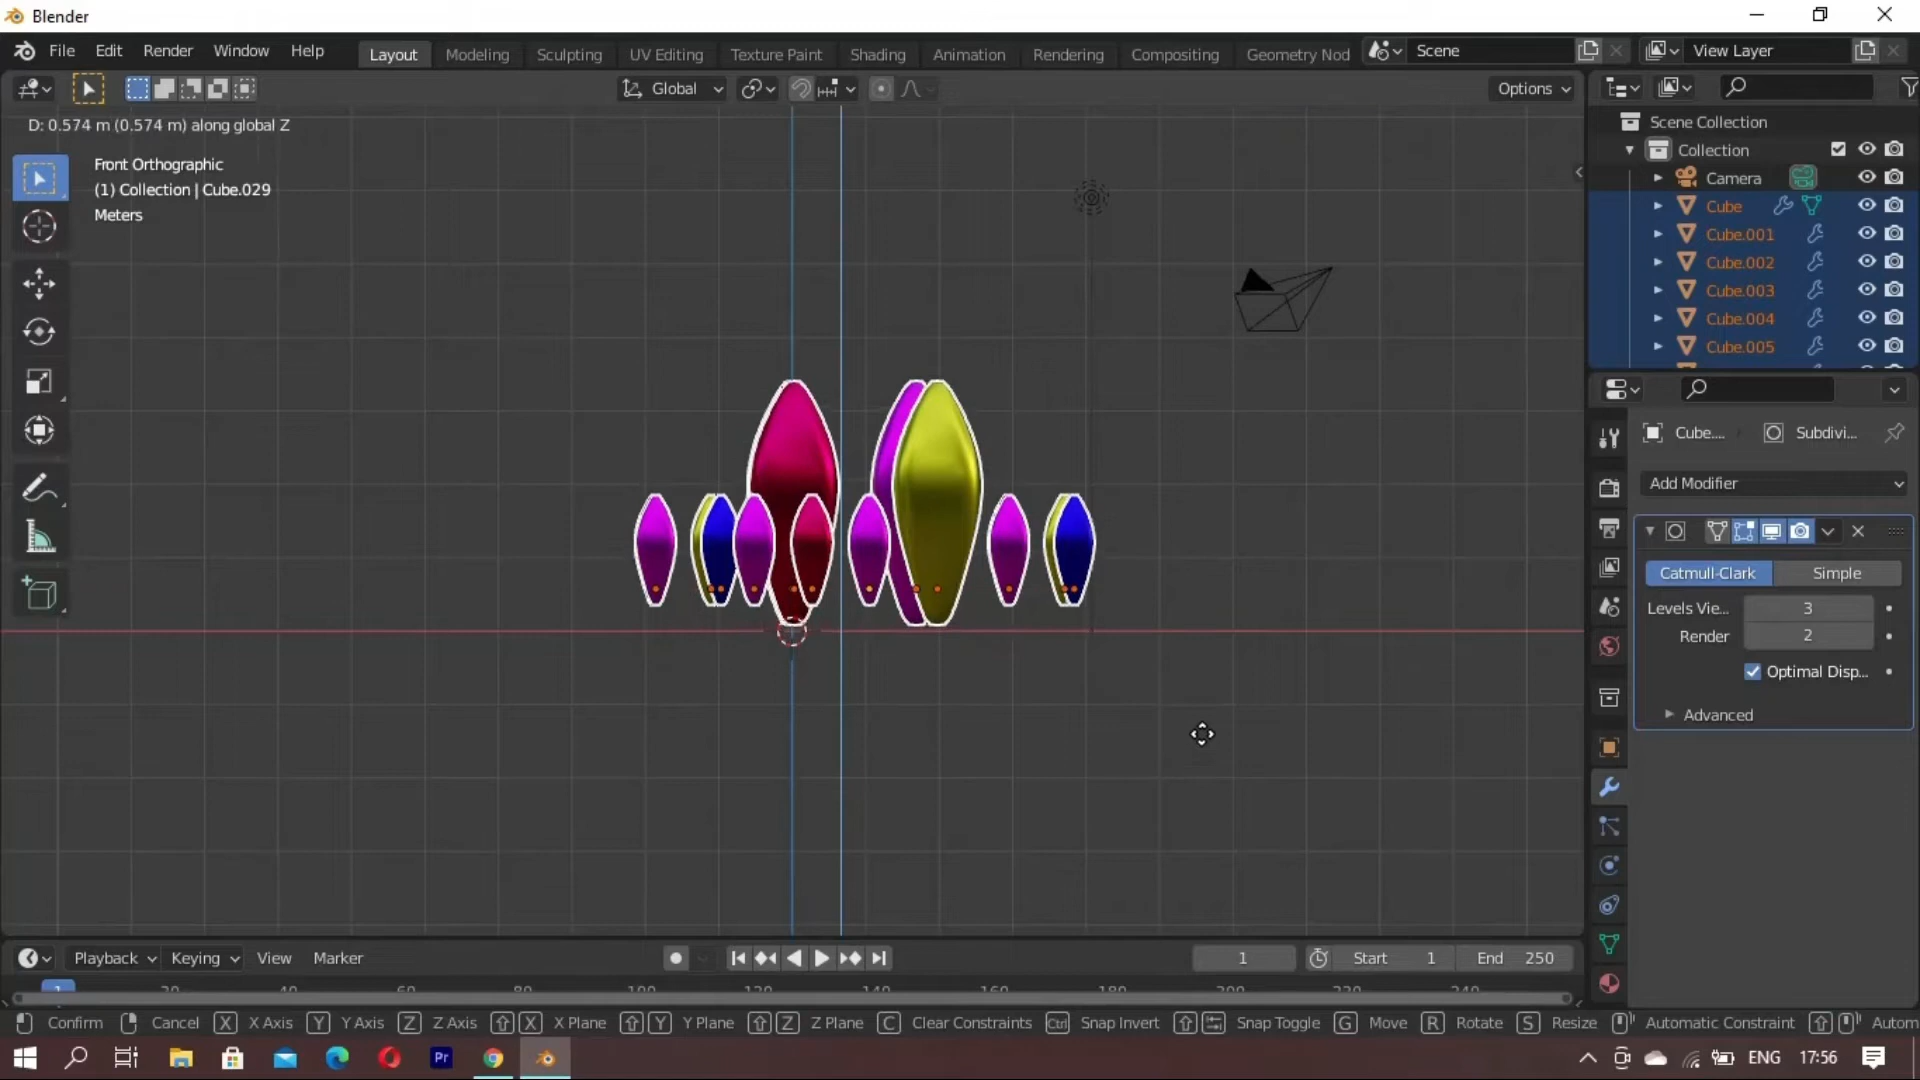 Blender
File Edit Render Window Help Layout Modeling Sculpting UV Editing Texture Paint Shading Animation Rendering Compositing Geometry Nod Scene View Layer
Global Options
D: 0.574 m (0.574 m) along global Z
Front Orthographic
(1) Collection | Cube.029
Meters
Scene Collection
Collection
Camera
Cube
Cube.001
Cube.002
Cube.003
Cube.004
Cube.005
Cube.... Subdivi...
Add Modifier
Catmull-Clark Simple
Levels Vie... 3
Render 2
Optimal Disp...
Advanced
Playback Keying View Marker 1 Start 1 End 250
1
Confirm Cancel X X Axis Y Y Axis Z Z Axis X X Plane Y Y Plane Z Z Plane C Clear Constraints Ctrl Snap Invert Snap Toggle G Move R Rotate S Resize Automatic Constraint Autom
Pr ENG 17:56